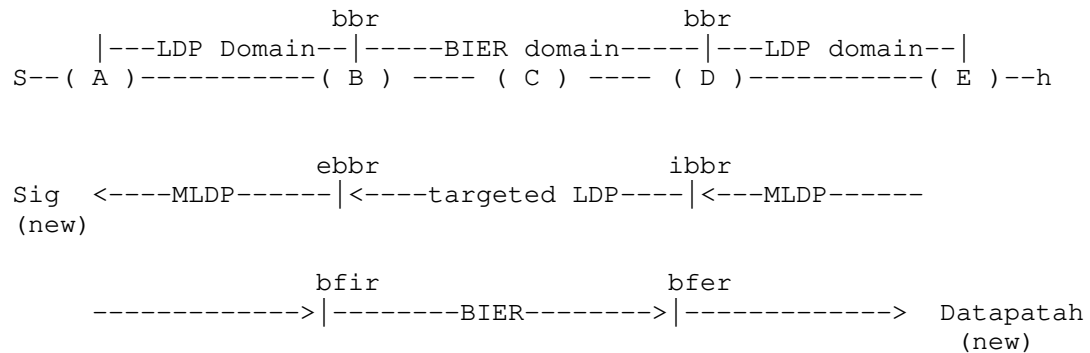 bbr bbr
|---LDP Domain--|-----BIER domain-----|---LDP domain--|
S--( A )-----------( B ) ---- ( C ) ---- ( D )-----------( E )--h
ebbr ibbr
Sig <----MLDP------|<----targeted LDP----|<---MLDP------
(new)
bfir bfer
------------->|--------BIER-------->|-------------> Datapatah
(new)